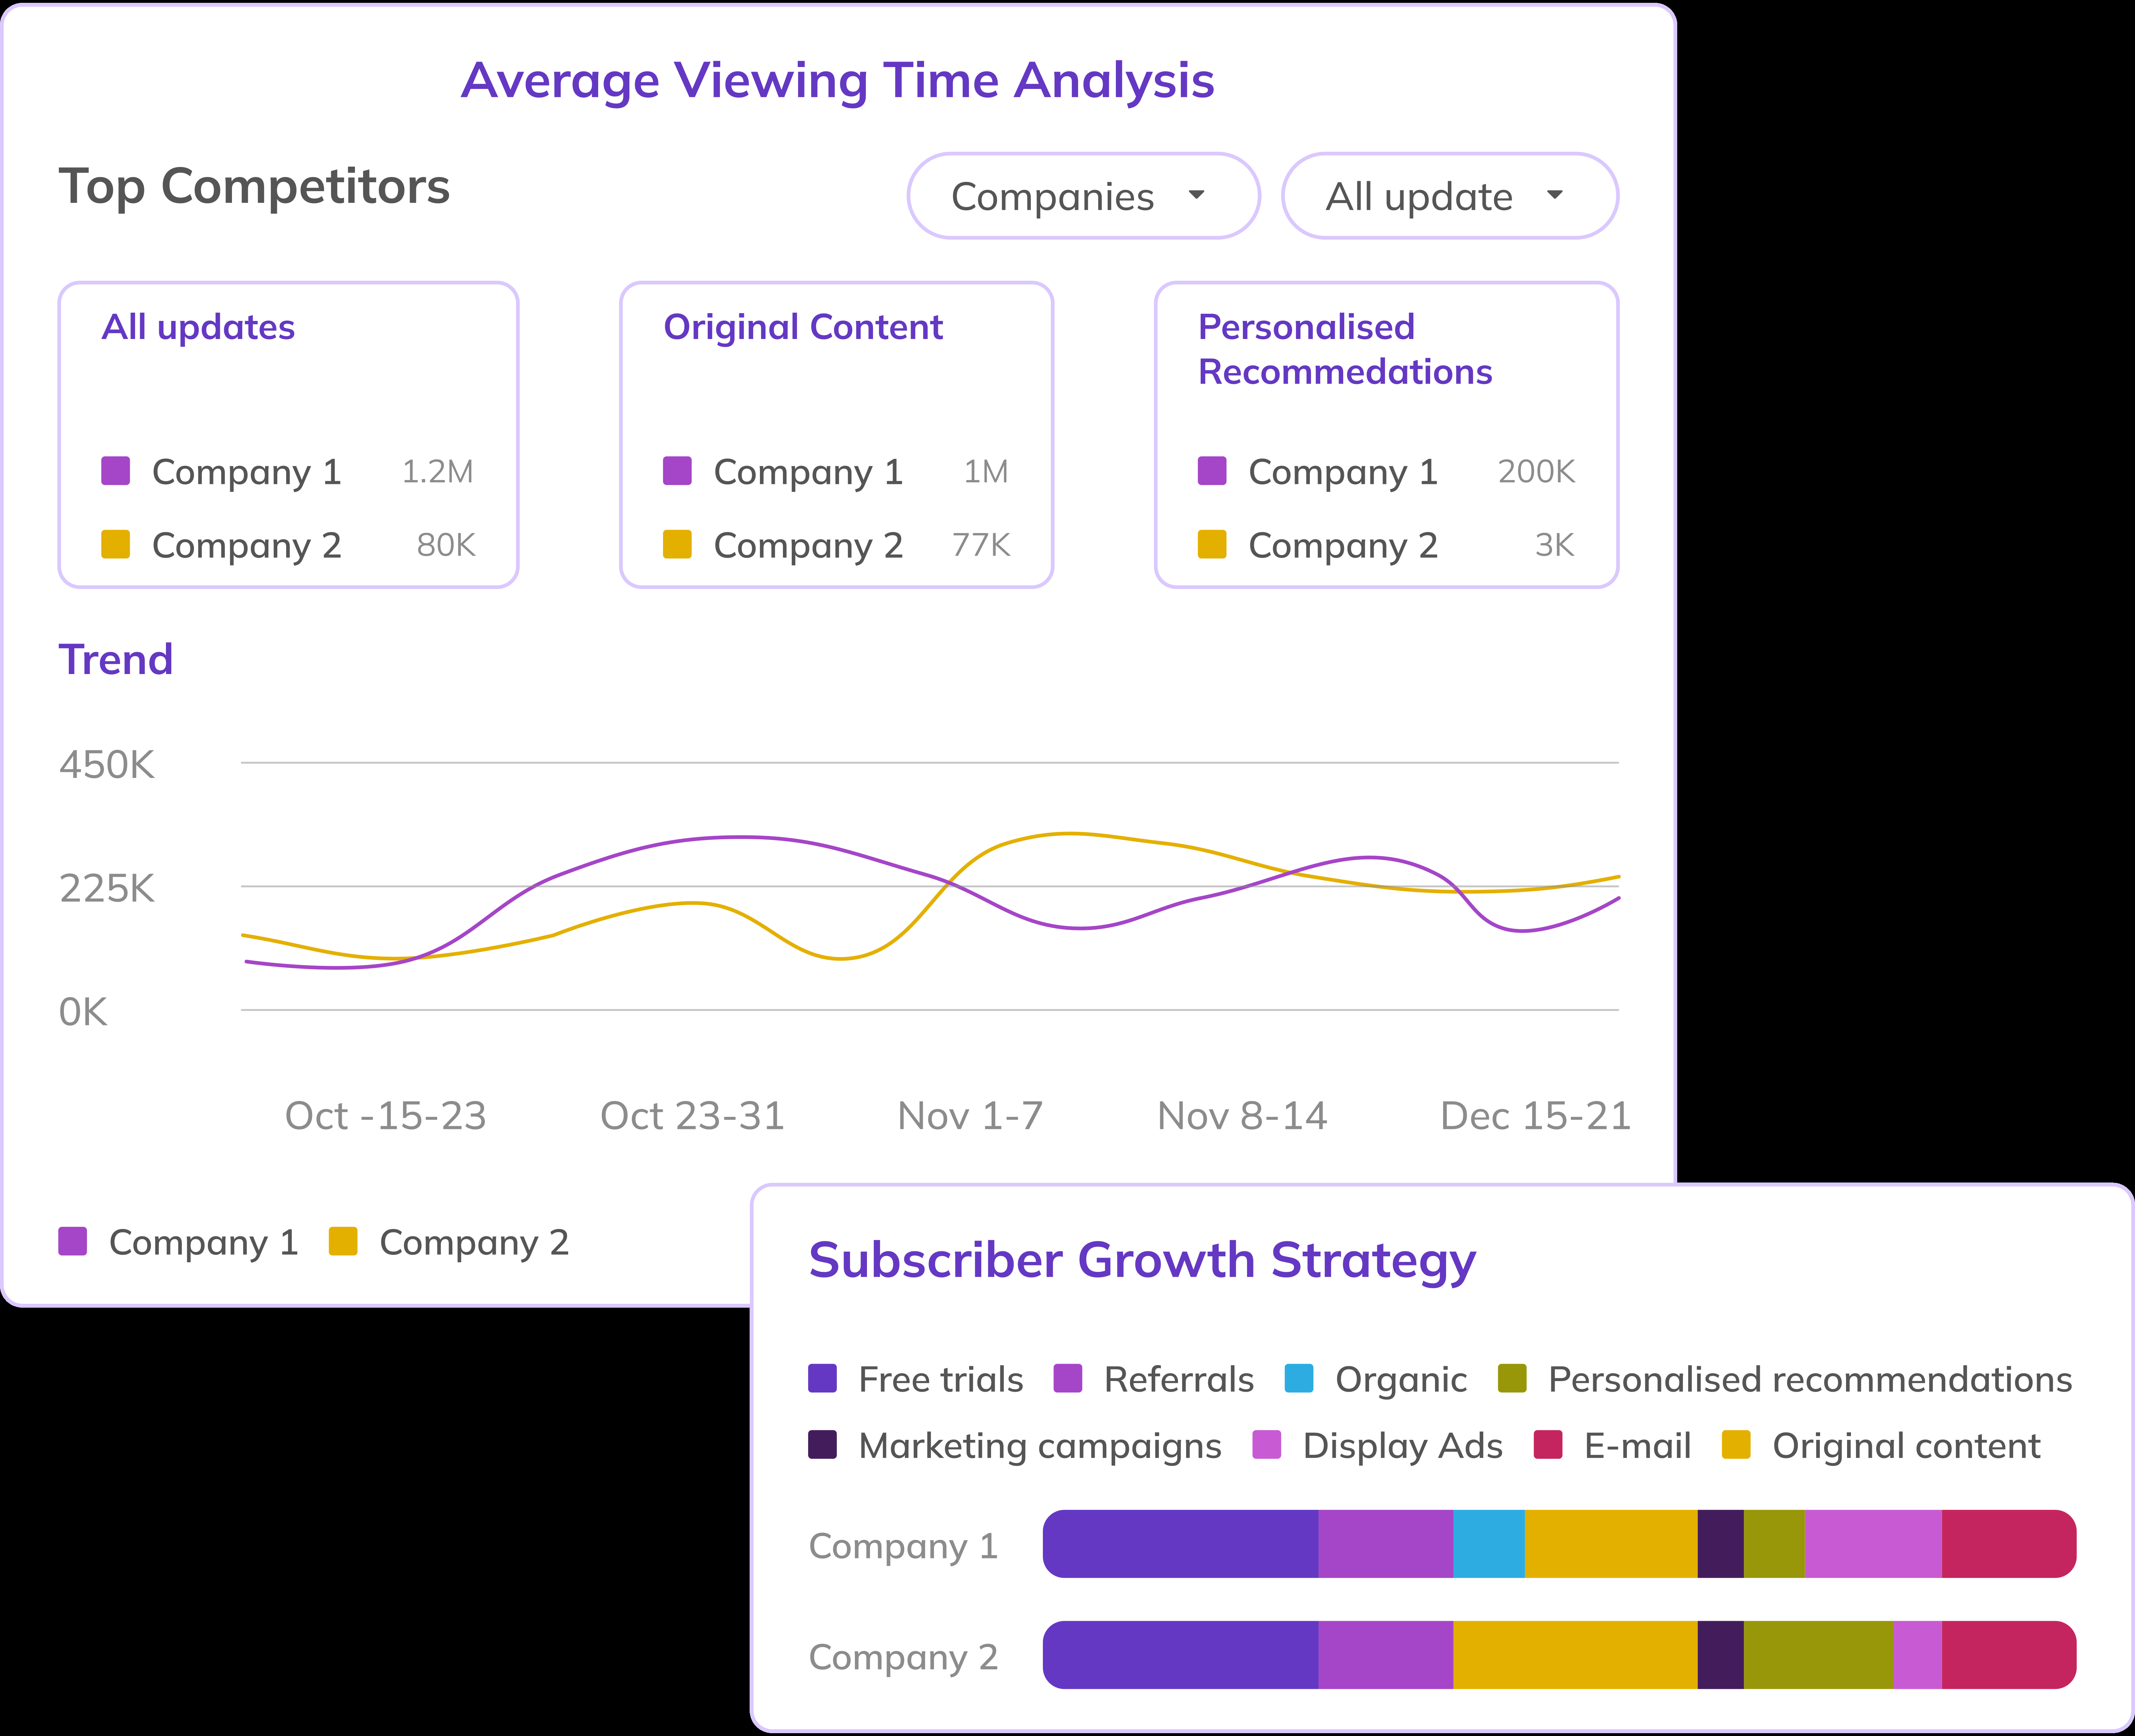 Average Viewing Time Analysis
Top Competitors
Companies
All update
All updates
Company 1 1.2M
Company 2 80K
Original Content
Company 1 1M
Company 2 77K
Personalised
Recommedations
Company 1 200K
Company 2 3K
Trend
450K
225K
0K
Oct -15-23 Oct 23-31 Nov 1-7 Nov 8-14 Dec 15-21
Company 1 Company 2
Subscriber Growth Strategy
Free trials Referrals Organic Personalised recommendations
Marketing campaigns Display Ads E-mail Original content
Company 1
Company 2